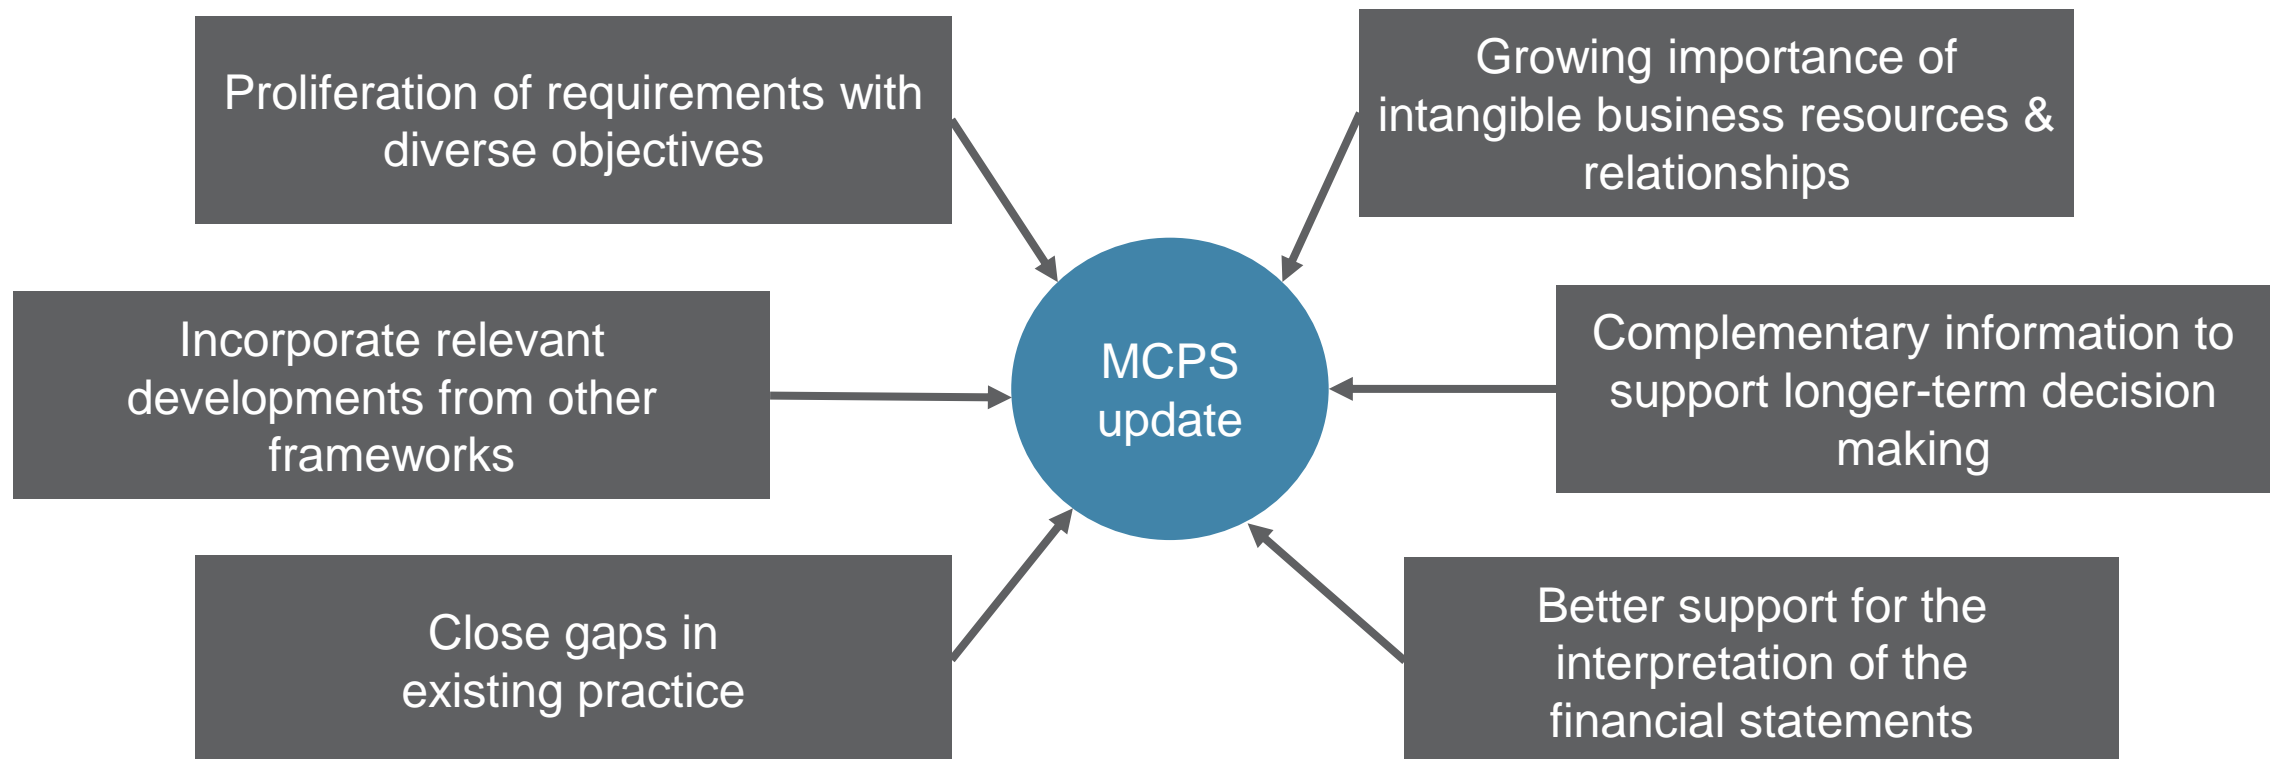 Proliferation of requirements with
diverse objectives
Growing importance of
intangible business resources &
relationships
Incorporate relevant
developments from other
frameworks
MCPS
update
Complementary information to
support longer-term decision
making
Close gaps in
existing practice
Better support for the
interpretation of the
financial statements